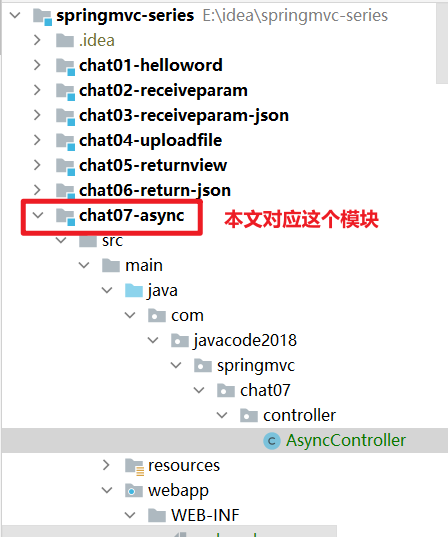 springmvc-series E:\idea\springmvc-series
.idea
chat01-helloword
chat02-receiveparam
chat03-receiveparam-json
chat04-uploadfile
chat05-returnview
chat06-return-json
chat07-async 本文对应这个模块
src
main
java
com
javacode2018
springmvc
chat07
controller
AsyncController
resources
webapp
WEB-INF